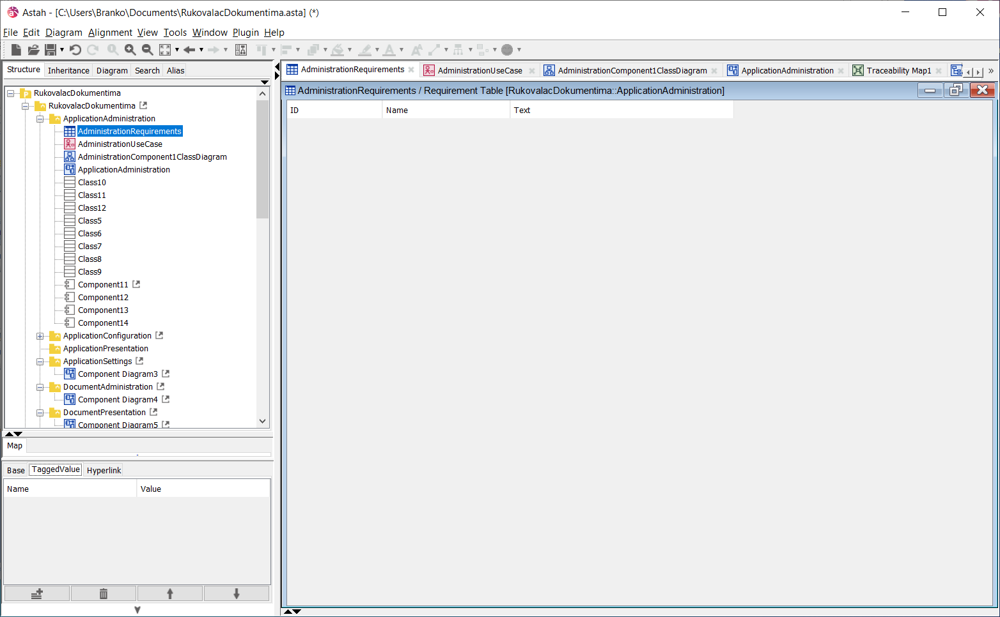 Astah - [C:\Users\Branko\Documents\RukovalacDokumentima.asta] (*)
File Edit Diagram Alignment View Tools Window Plugin Help
Structure Inheritance Diagram Search Alias
RukovalacDokumentima
RukovalacDokumentima
ApplicationAdministration
AdministrationRequirements
AdministrationUseCase
AdministrationComponent1ClassDiagram
ApplicationAdministration
Class10
Class11
Class12
Class5
Class6
Class7
Class8
Class9
Component11
Component12
Component13
Component14
ApplicationConfiguration
ApplicationPresentation
ApplicationSettings
Component Diagram3
DocumentAdministration
Component Diagram4
DocumentPresentation
Component Diagram5
Map
Base TaggedValue Hyperlink
Name Value
AdministrationRequirements AdministrationUseCase AdministrationComponent1ClassDiagram ApplicationAdministration Traceability Map1
AdministrationRequirements / Requirement Table [RukovalacDokumentima::ApplicationAdministration]
ID Name Text